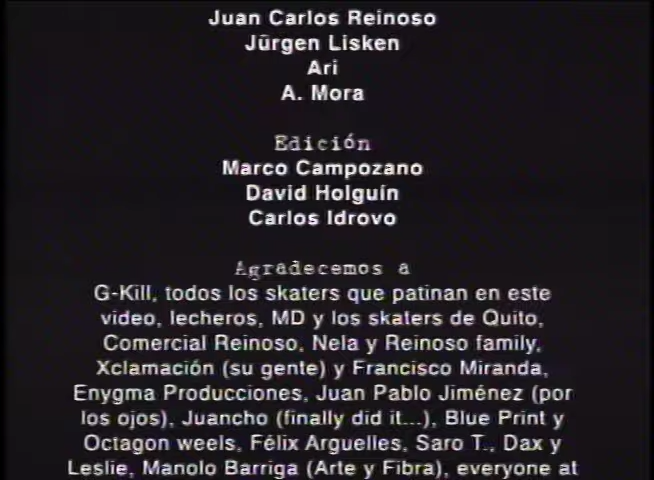 Juan Carlos Reinoso
Jürgen Lisken
Ari
A. Mora
Edición
Marco Campozano
David Holguín
Carlos Idrovo
Agradecemos a
G-Kill, todos los skaters que patinan en este
video, lecheros, MD y los skaters de Quito,
Comercial Reinoso, Nela y Reinoso family,
Xclamación (su gente) y Francisco Miranda,
Enygma Producciones, Juan Pablo Jiménez (por
los ojos), Juancho (finally did it...), Blue Print y
Octagon weels, Félix Arguelles, Saro T., Dax y
Leslie, Manolo Barriga (Arte y Fibra), everyone at